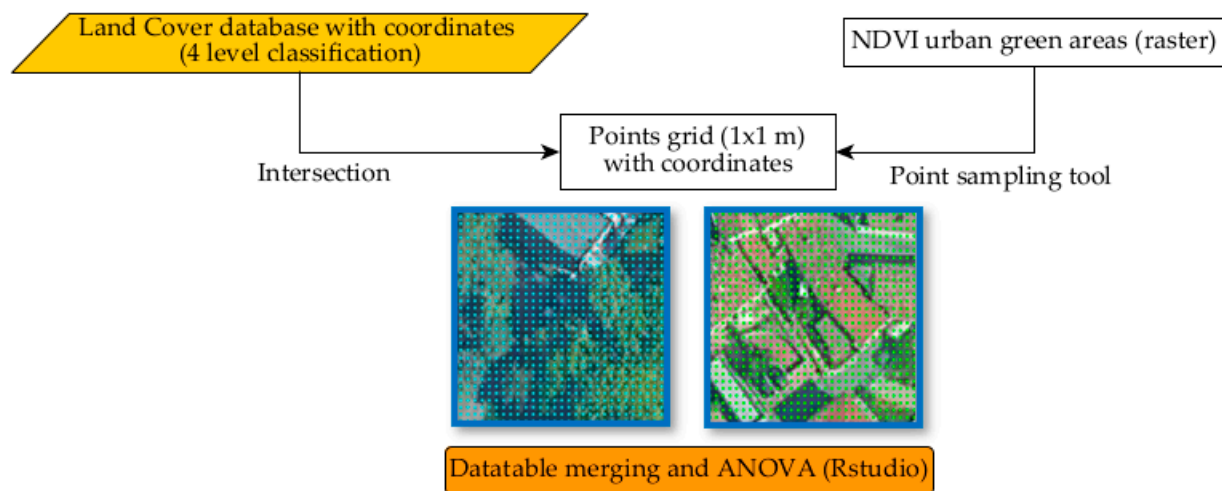 Land Cover database with coordinates
(4 level classification)
NDVI urban green areas (raster)
Points grid (1x1 m)
with coordinates
Intersection
Point sampling tool
Datatable merging and ANOVA (Rstudio)